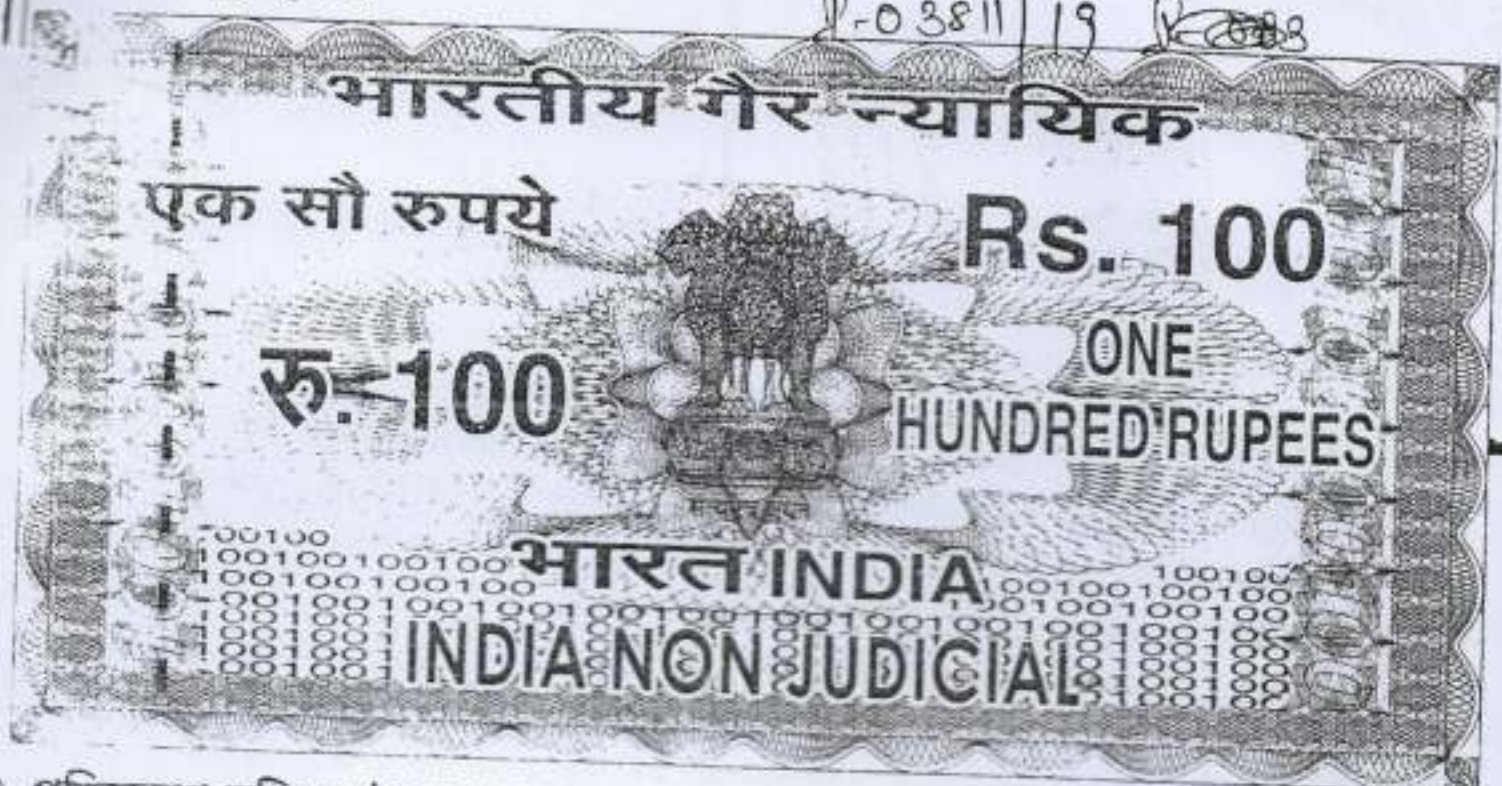 -03811/19
भारतीय गैर न्यायिक
एक सौ रुपये
Rs. 100
रु. 100
ONE
HUNDRED RUPEES
भारत INDIA
INDIA NON JUDICIAL